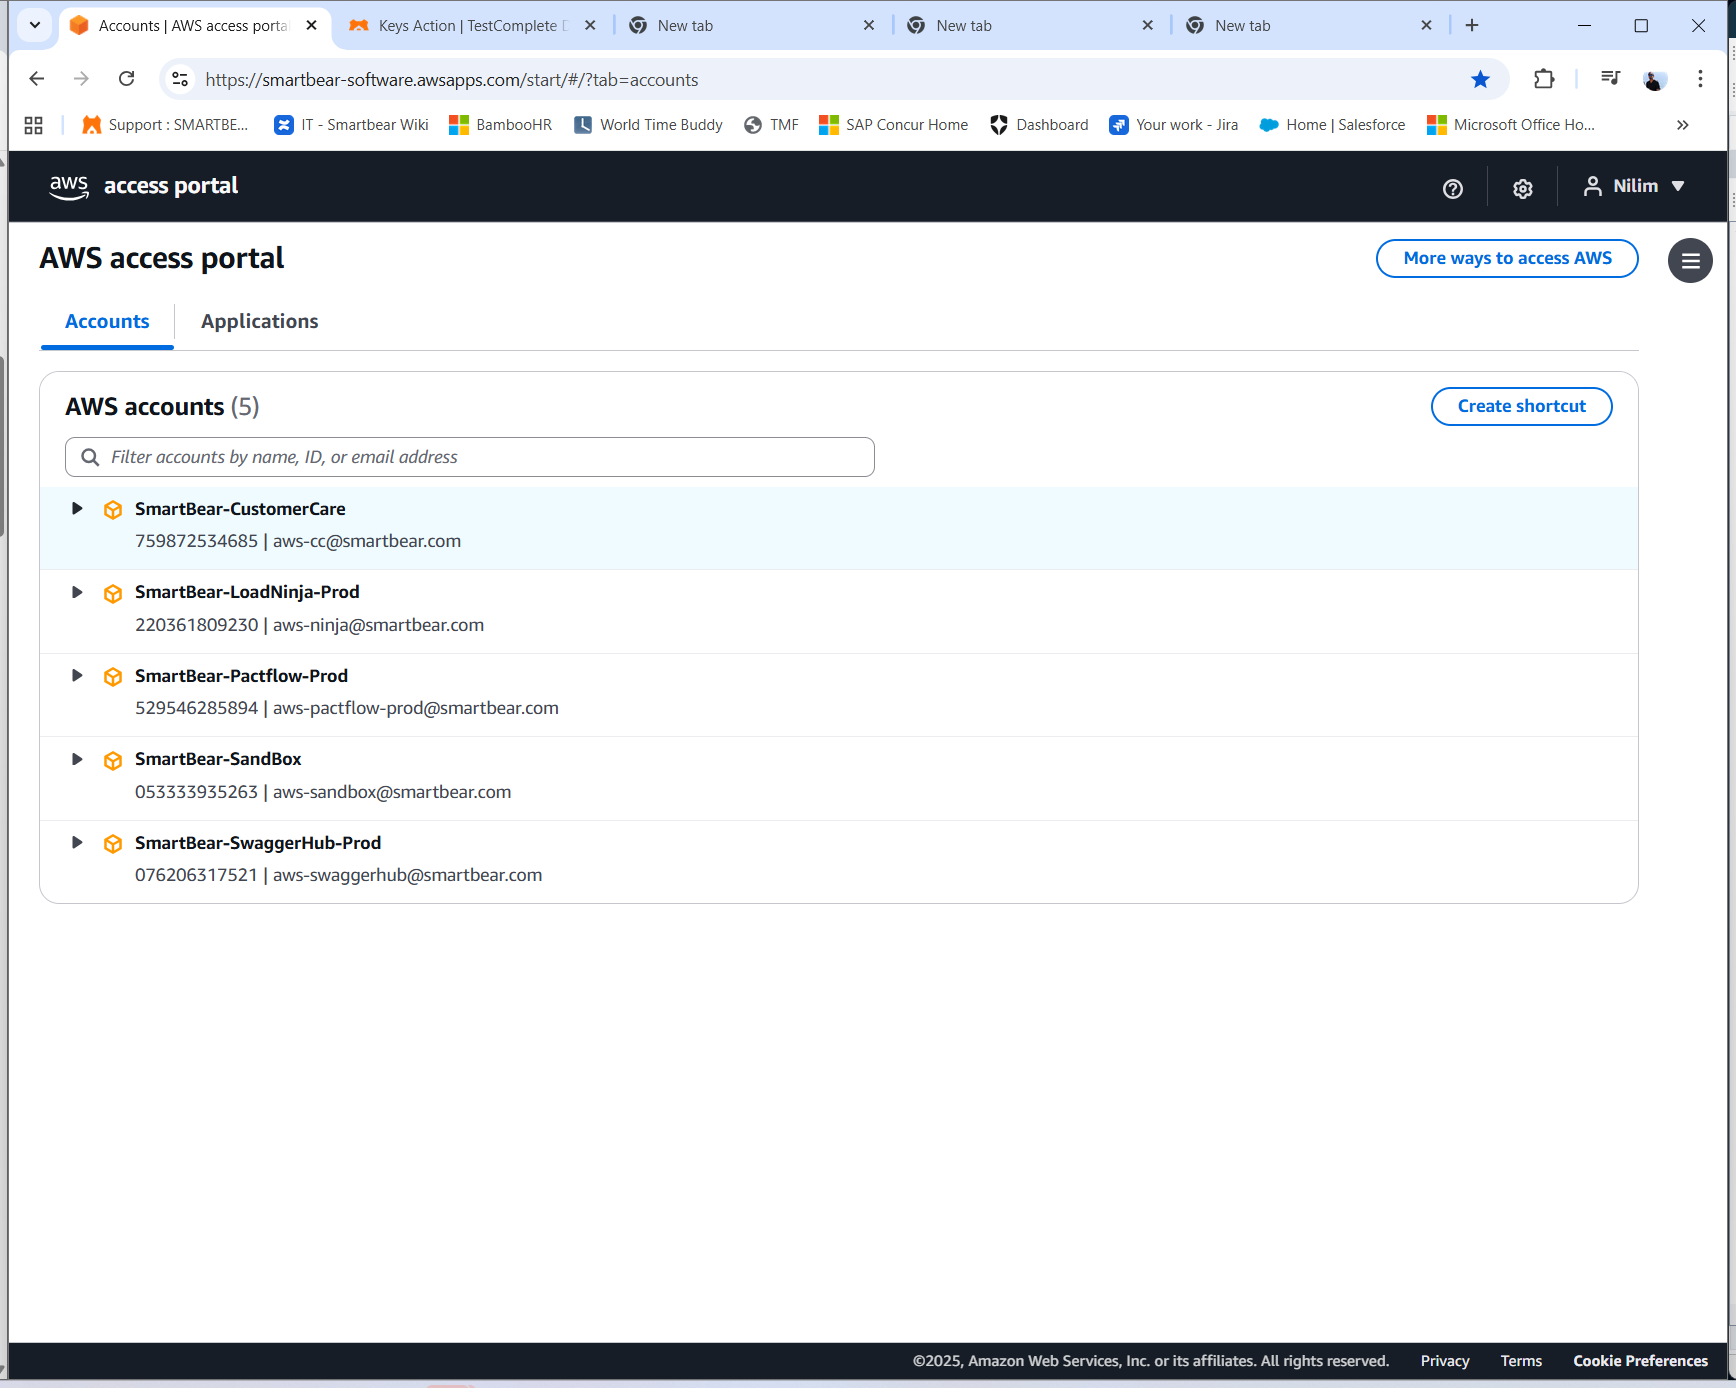 Accounts | AWS access porta
Keys Action | TestComplete D
New tab
New tab
New tab
https://smartbear-software.awsapps.com/start/#/?tab=accounts
Support : SMARTBE...
IT - Smartbear Wiki
BambooHR
World Time Buddy
TMF
SAP Concur Home
Dashboard
Your work - Jira
Home | Salesforce
Microsoft Office Ho...
aws access portal
Nilim
AWS access portal
More ways to access AWS
Accounts
Applications
AWS accounts (5)
Create shortcut
Filter accounts by name, ID, or email address
SmartBear-CustomerCare
759872534685 | aws-cc@smartbear.com
SmartBear-LoadNinja-Prod
220361809230 | aws-ninja@smartbear.com
SmartBear-Pactflow-Prod
529546285894 | aws-pactflow-prod@smartbear.com
SmartBear-SandBox
053333935263 | aws-sandbox@smartbear.com
SmartBear-SwaggerHub-Prod
076206317521 | aws-swaggerhub@smartbear.com
©2025, Amazon Web Services, Inc. or its affiliates. All rights reserved.
Privacy
Terms
Cookie Preferences